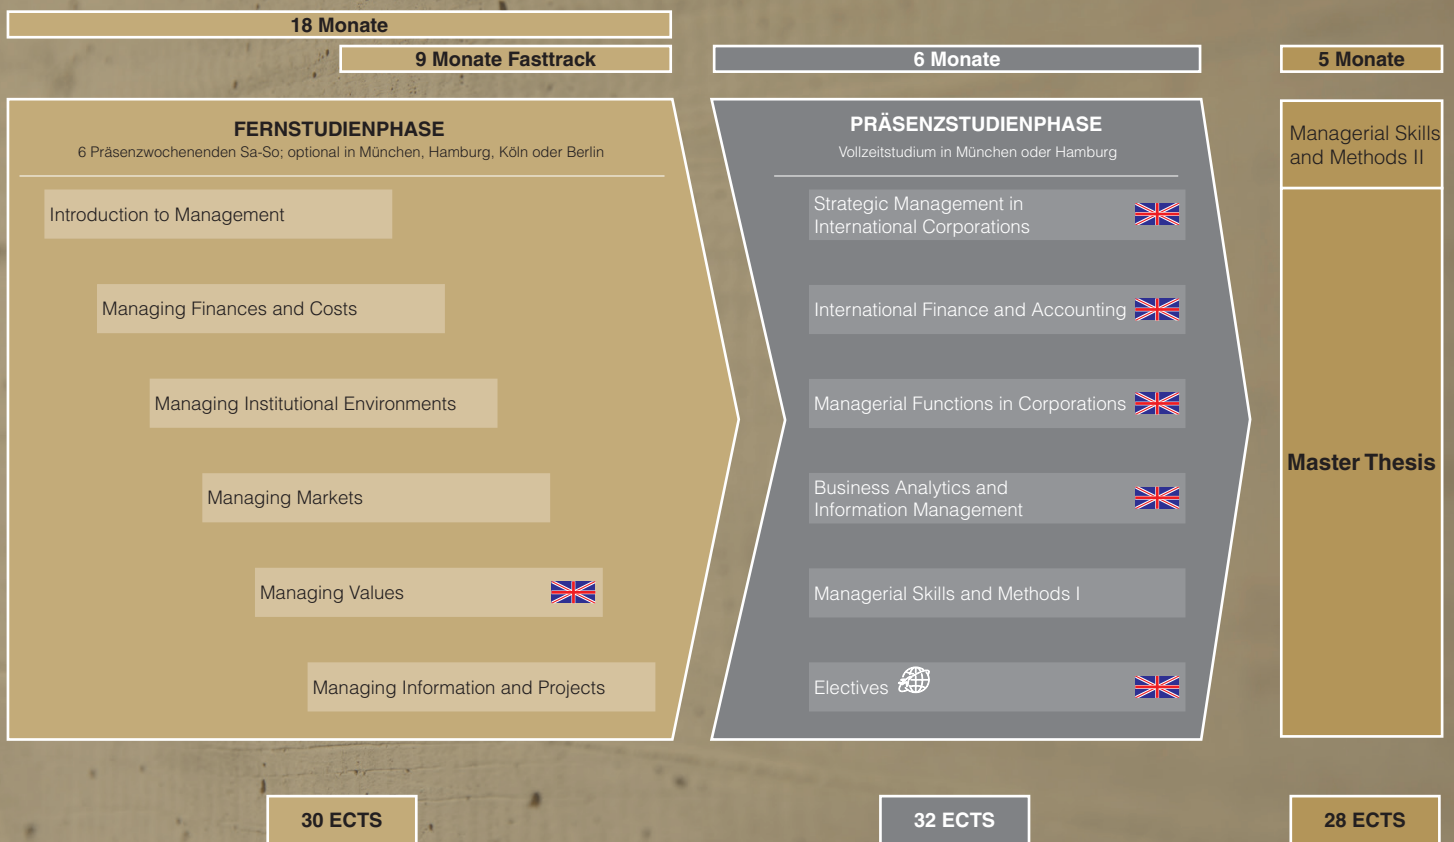 18 Monate
9 Monate Fasttrack
6 Monate
5 Monate
FERNSTUDIENPHASE
6 Präsenzwochenenden Sa-So; optional in München, Hamburg, Köln oder Berlin
Introduction to Management
Managing Finances and Costs
Managing Institutional Environments
Managing Markets
Managing Values
Managing Information and Projects
PRÄSENZSTUDIENPHASE
Vollzeitstudium in München oder Hamburg
Strategic Management in
International Corporations
International Finance and Accounting
Managerial Functions in Corporations
Business Analytics and
Information Management
Managerial Skills and Methods I
Electives
Managerial Skills
and Methods II
Master Thesis
30 ECTS
32 ECTS
28 ECTS